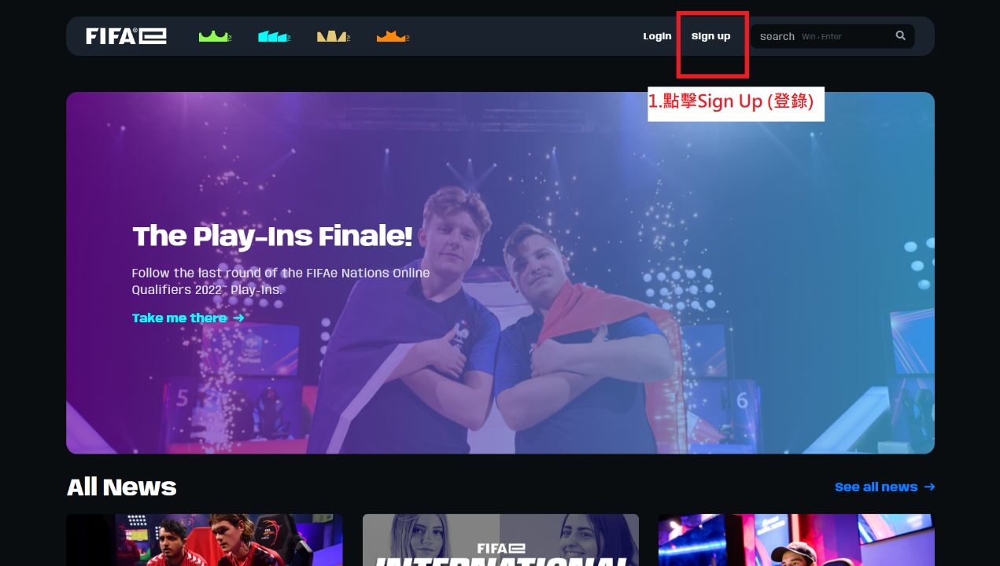 FIFAe
Login
Sign up
Search Win + Enter
1.點擊Sign Up (登錄)
The Play-Ins Finale!
Follow the last round of the FIFAe Nations Online
Qualifiers 2022™ Play-Ins.
Take me there →
5
6
All News
See all news →
FIFAe
INTERNATIONAL